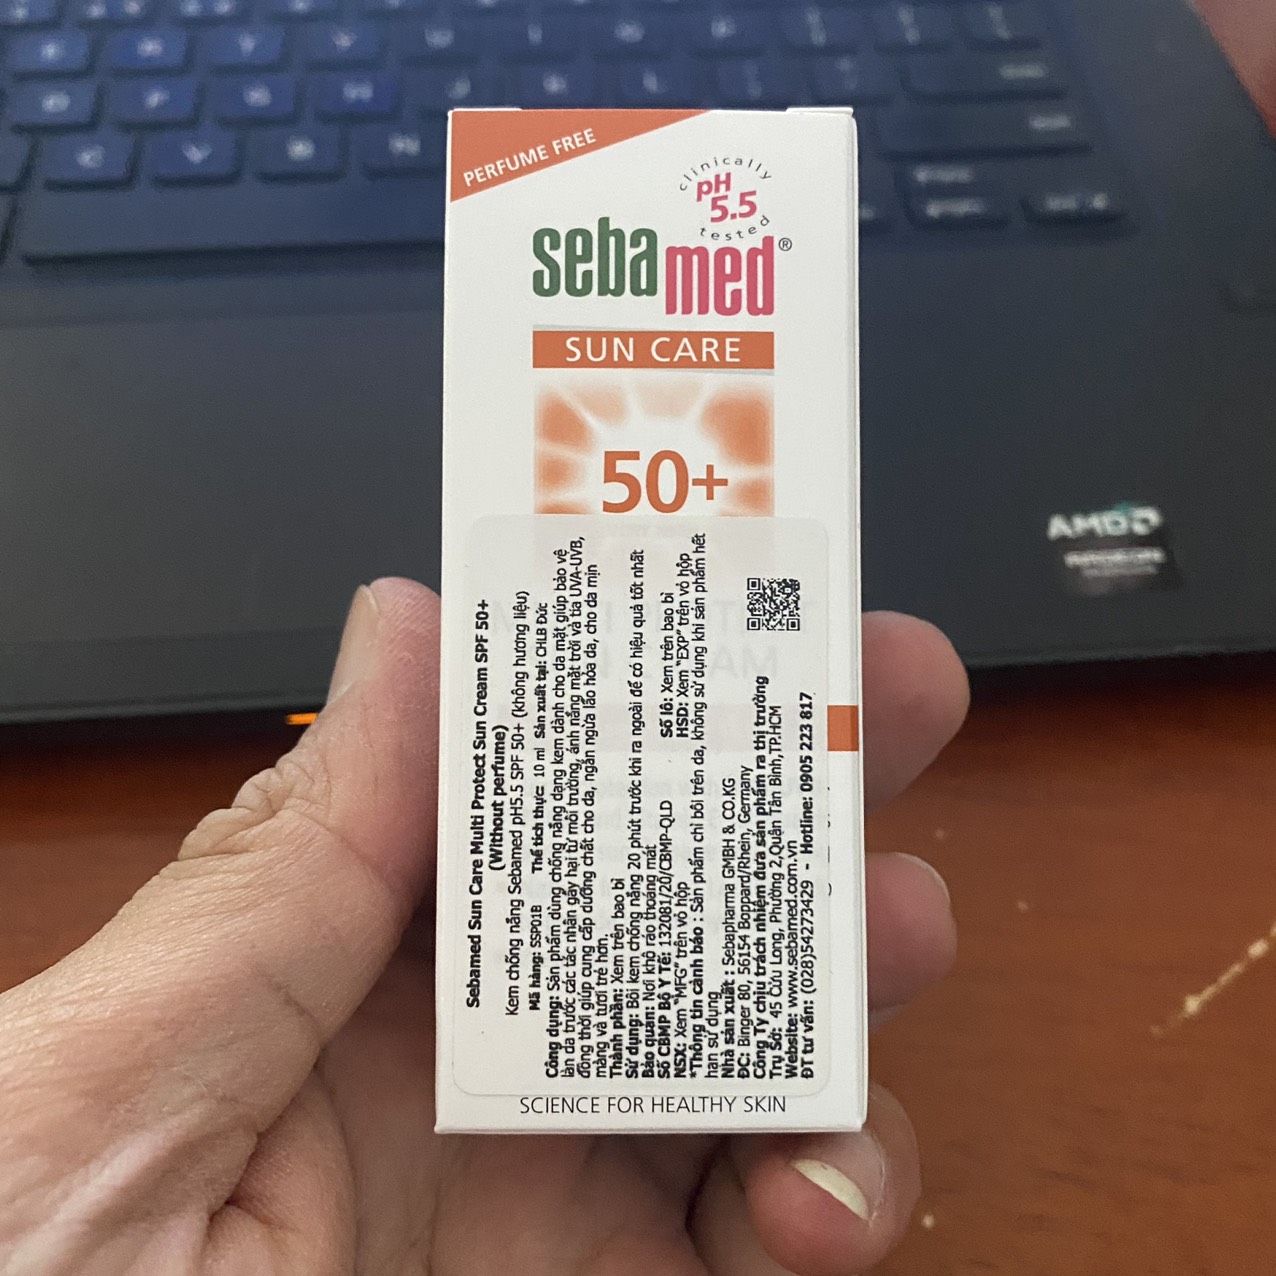 PERFUME FREE
clinically
pH
5.5
tested
sebamed®
SUN CARE
50+
Sebamed Sun Care Multi Protect Sun Cream SPF 50+
(Without perfume)
Kem chống nắng Sebamed pH5.5 SPF 50+ (không hương liệu)
Mã hàng: SSP01B Thể tích thực: 10 ml Sản xuất tại: CHLB Đức
Công dụng: Sản phẩm dùng chống nắng dạng kem dành cho da mặt giúp bảo vệ
làn da trước các tác nhân gây hại từ môi trường, ánh nắng mặt trời và tia UVA-UVB,
đồng thời giúp cung cấp dưỡng chất cho da, ngăn ngừa lão hóa da, cho da mịn
màng và tươi trẻ hơn.
Thành phần: Xem trên bao bì
Sử dụng: Bôi kem chống nắng 20 phút trước khi ra ngoài để có hiệu quả tốt nhất
Bảo quản: Nơi khô ráo thoáng mát
Số CBMP Bộ Y Tế: 132081/20/CBMP-QLD Số lô: Xem trên bao bì
NSX: Xem "MFG" trên vỏ hộp HSD: Xem "EXP" trên vỏ hộp
*Thông tin cảnh báo : Sản phẩm chỉ bôi trên da, không sử dụng khi sản phẩm hết
hạn sử dụng
Nhà sản xuất : Sebapharma GMBH & CO.KG
ĐC: Binger 80, 56154 Boppard/Rhein, Germany
Công Ty chịu trách nhiệm đưa sản phẩm ra thị trường
Trụ Sở: 45 Cửu Long, Phường 2,Quận Tân Bình,TP.HCM
Website: www.sebamed.com.vn
ĐT tư vấn: (028)54273429 - Hotline: 0905 223 817
SCIENCE FOR HEALTHY SKIN
AMD
RADEON